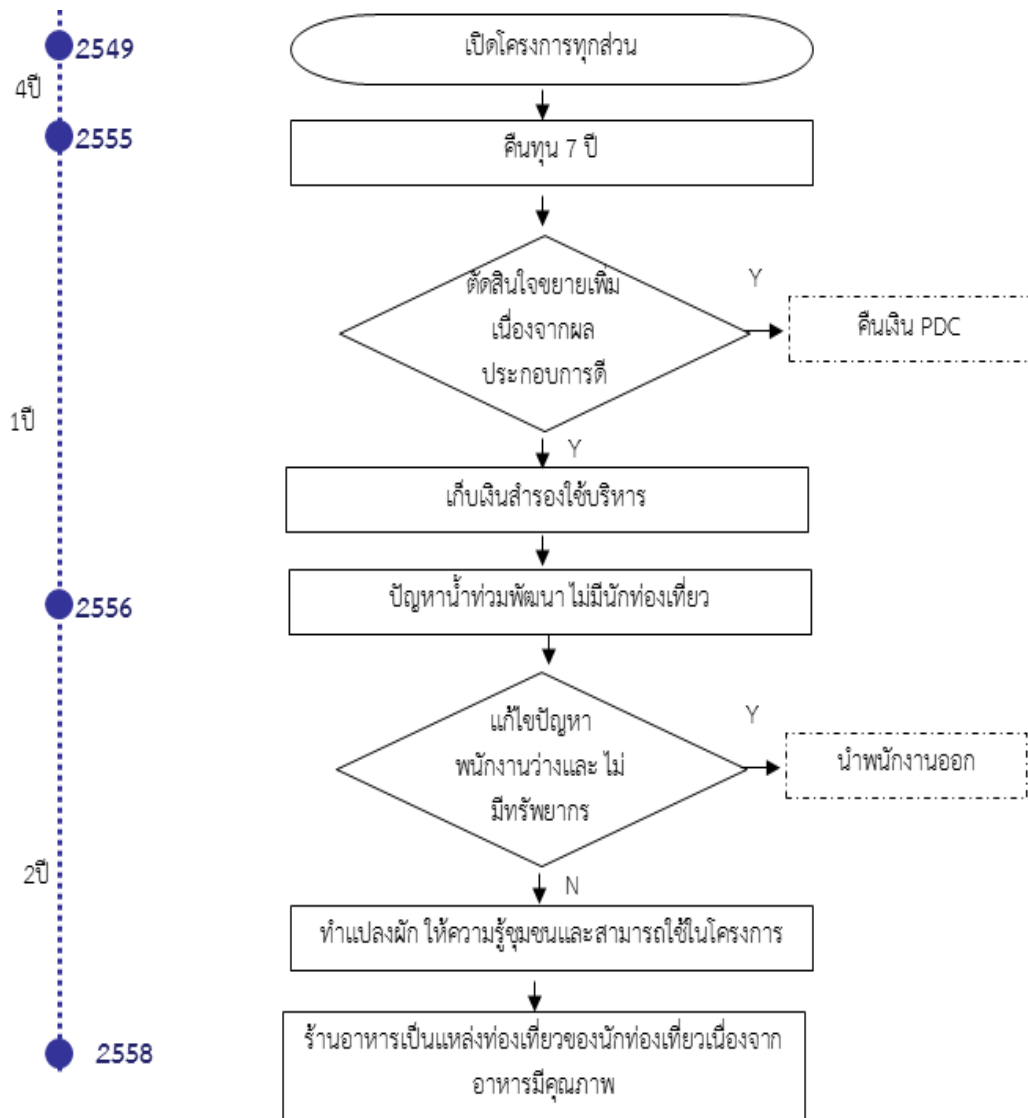 2549
เปิดโครงการทุกส่วน
4ปี
2555
คืนทุน 7 ปี
ตัดสินใจขยายเพิ่ม
เนื่องจากผล
ประกอบการดี
Y
คืนเงิน PDC
1ปี
Y
เก็บเงินสำรองใช้บริหาร
2556
ปัญหาน้ำท่วมพัฒนา ไม่มีนักท่องเที่ยว
แก้ไขปัญหา
พนักงานว่างและ ไม่
มีทรัพยากร
Y
นำพนักงานออก
2ปี
N
ทำแปลงผัก ให้ความรู้ชุมชนและสามารถใช้ในโครงการ
2558
ร้านอาหารเป็นแหล่งท่องเที่ยวของนักท่องเที่ยวเนื่องจาก
อาหารมีคุณภาพ